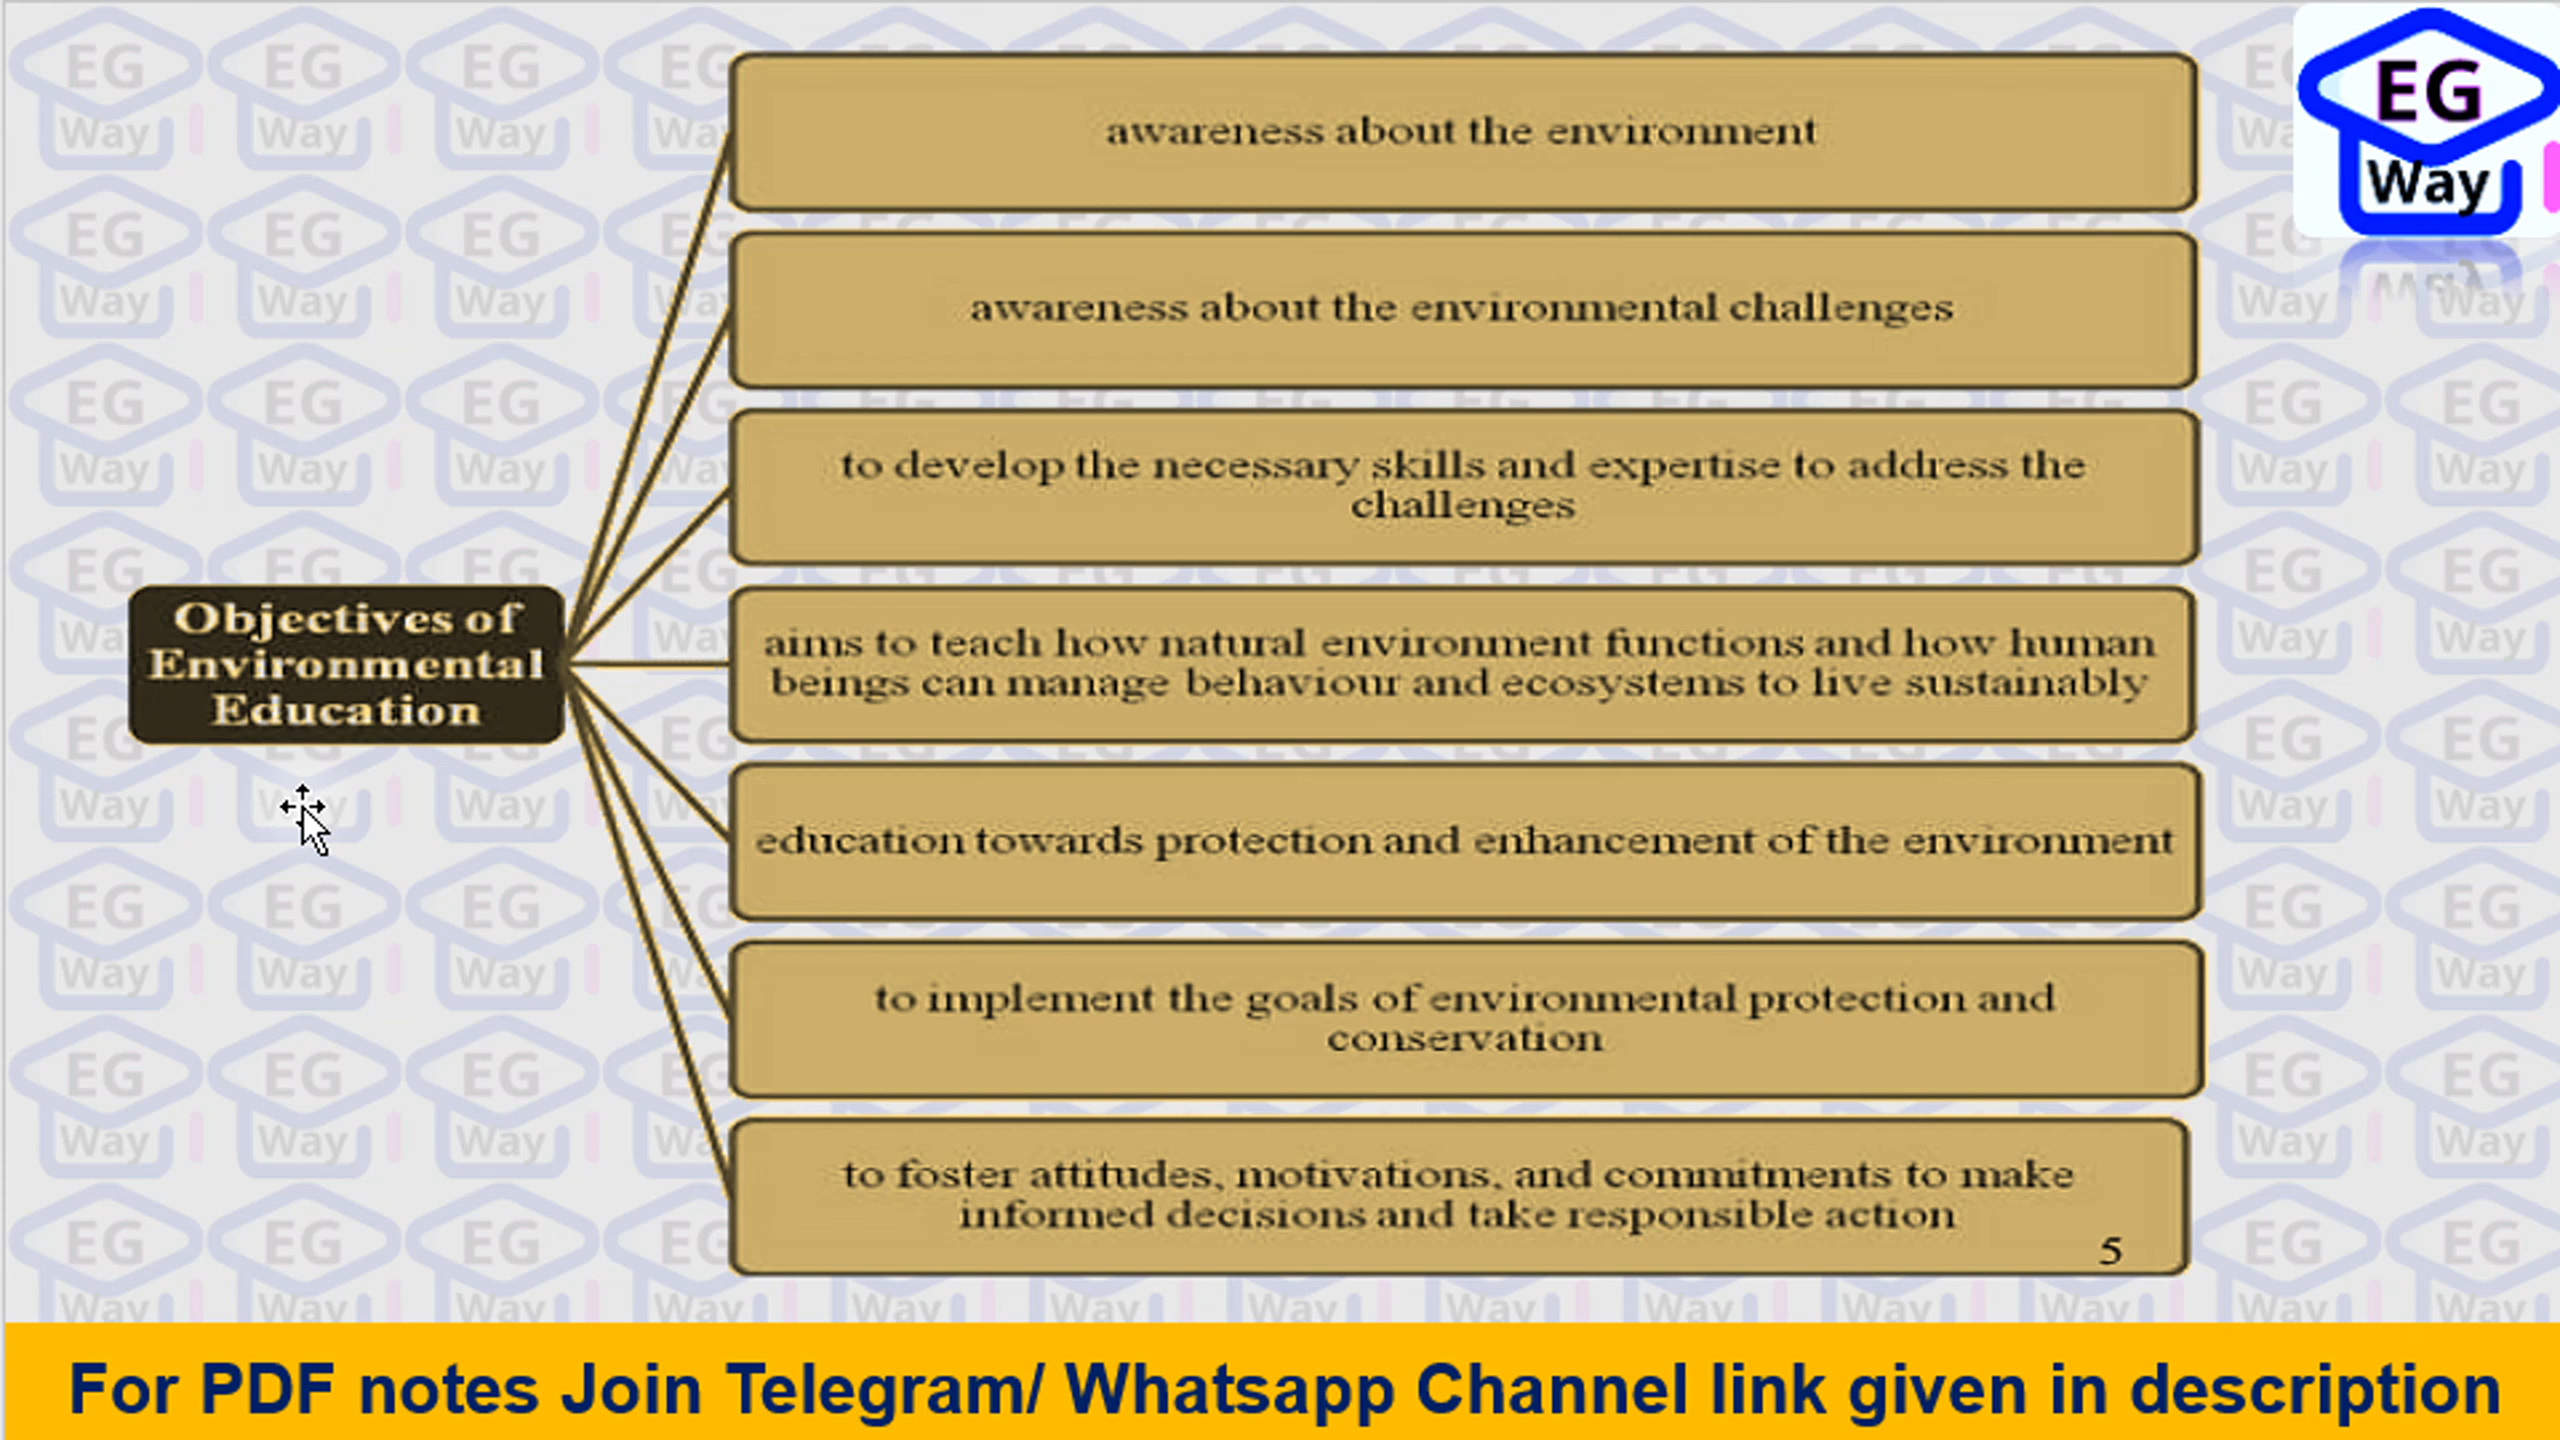 EG
Way
awareness about the environment
awareness about the environmental challenges
to develop the necessary skills and expertise to address the
challenges
Objectives of
Environmental
Education
aims to teach how natural environment functions and how human
beings can manage behaviour and ecosystems to live sustainably
education towards protection and enhancement of the environment
to implement the goals of environmental protection and
conservation
to foster attitudes, motivations, and commitments to make
informed decisions and take responsible action
5
For PDF notes Join Telegram/ Whatsapp Channel link given in description